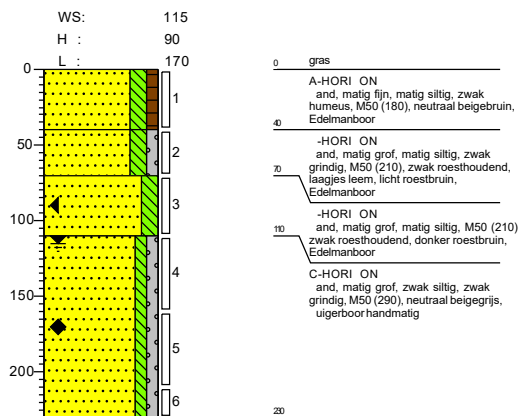 WS: 115
H : 90
L : 170
0
50
100
150
200
1
2
3
4
5
6
0 gras
A-HORI ON
and, matig fijn, matig siltig, zwak
humeus, M50 (180), neutraal beigebruin,
Edelmanboor
40
-HORI ON
and, matig grof, matig siltig, zwak
grindig, M50 (210), zwak roesthoudend,
laagjes leem, licht roestbruin,
Edelmanboor
70
-HORI ON
and, matig grof, matig siltig, M50 (210),
zwak roesthoudend, donker roestbruin,
Edelmanboor
110
C-HORI ON
and, matig grof, zwak siltig, zwak
grindig, M50 (290), neutraal beigegrijs,
uigerboor handmatig
230